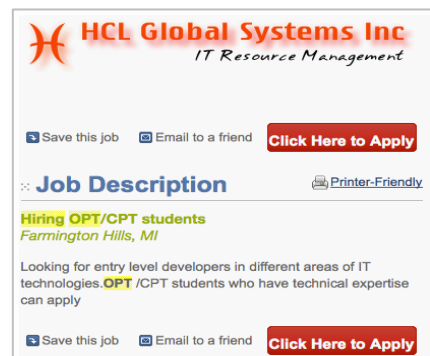 HCL Global Systems Inc
IT Resource Management
Save this job Email to a friend Click Here to Apply
Job Description Printer-Friendly
Hiring OPT/CPT students
Farmington Hills, MI
Looking for entry level developers in different areas of IT
technologies.OPT /CPT students who have technical expertise
can apply
Save this job Email to a friend Click Here to Apply